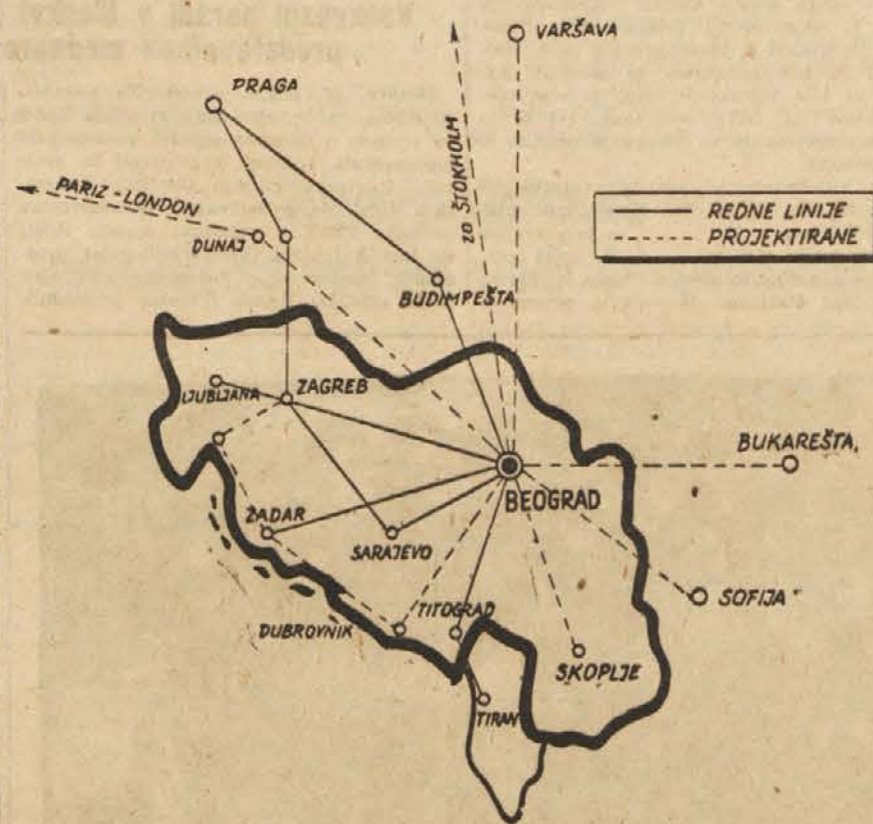 VARŠAVA
PRAGA
ZA ŠTOKHOLM
PARIZ - LONDON
REDNE LINIJE
PROJEKTIRANE
DUNAJ
BUDIMPEŠTA
LJUBLJANA
ZAGREB
BUKAREŠTA
BEOGRAD
ZADAR
SARAJEVO
SOFIJA
TITOGRAD
DUBROVNIK
SKOPLJE
TIRAN